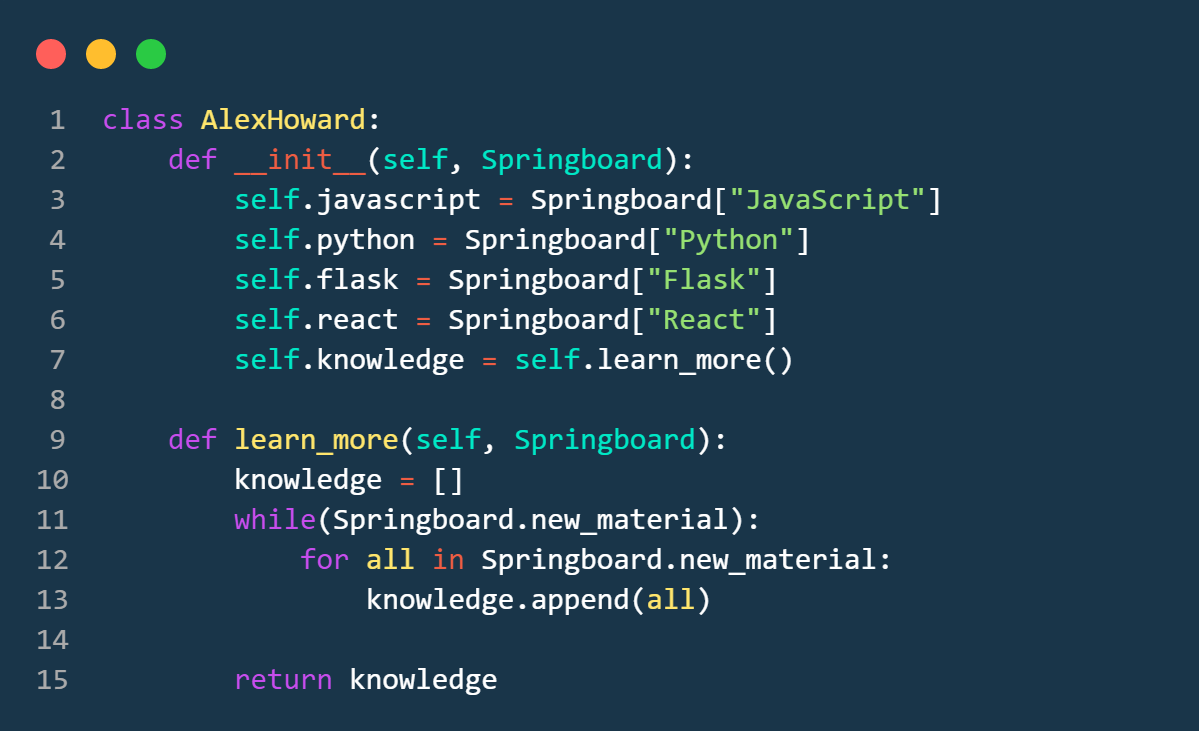 1 class AlexHoward:
2     def __init__(self, Springboard):
3         self.javascript = Springboard["JavaScript"]
4         self.python = Springboard["Python"]
5         self.flask = Springboard["Flask"]
6         self.react = Springboard["React"]
7         self.knowledge = self.learn_more()
8
9     def learn_more(self, Springboard):
10         knowledge = []
11         while(Springboard.new_material):
12             for all in Springboard.new_material:
13                 knowledge.append(all)
14
15         return knowledge